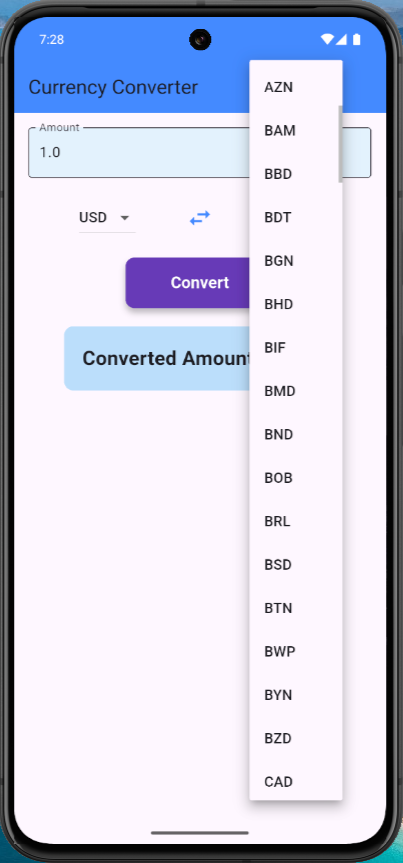 7:28
Currency Converter
Amount
1.0
USD
Convert
Converted Amount
AZN
BAM
BBD
BDT
BGN
BHD
BIF
BMD
BND
BOB
BRL
BSD
BTN
BWP
BYN
BZD
CAD